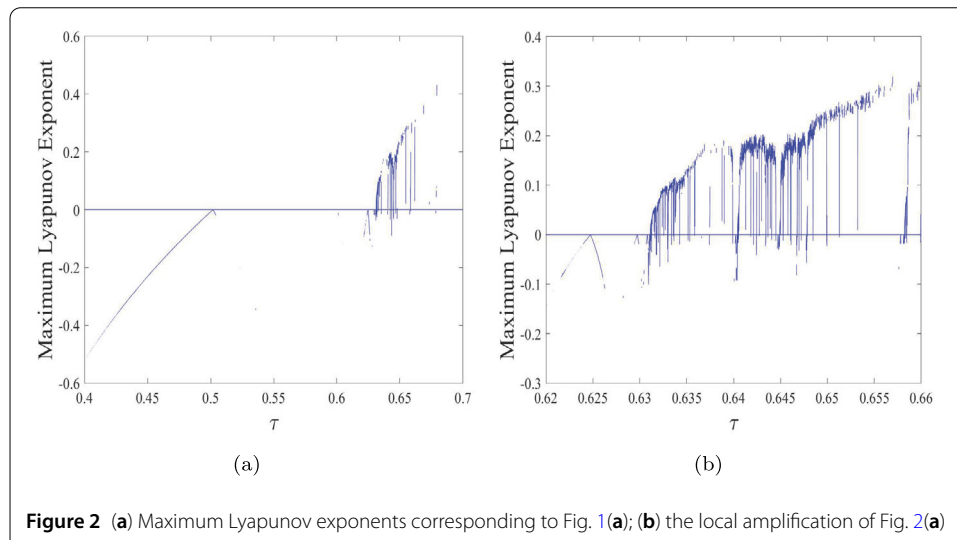 0.6
0.4
0.2
0
-0.2
-0.4
-0.6
Maximum Lyapunov Exponent
0.4 0.45 0.5 0.55 0.6 0.65 0.7
τ
(a)
0.4
0.3
0.2
0.1
0
-0.1
-0.2
-0.3
Maximum Lyapunov Exponent
0.62 0.625 0.63 0.635 0.64 0.645 0.65 0.655 0.66
τ
(b)
Figure 2 (a) Maximum Lyapunov exponents corresponding to Fig. 1(a); (b) the local amplification of Fig. 2(a)